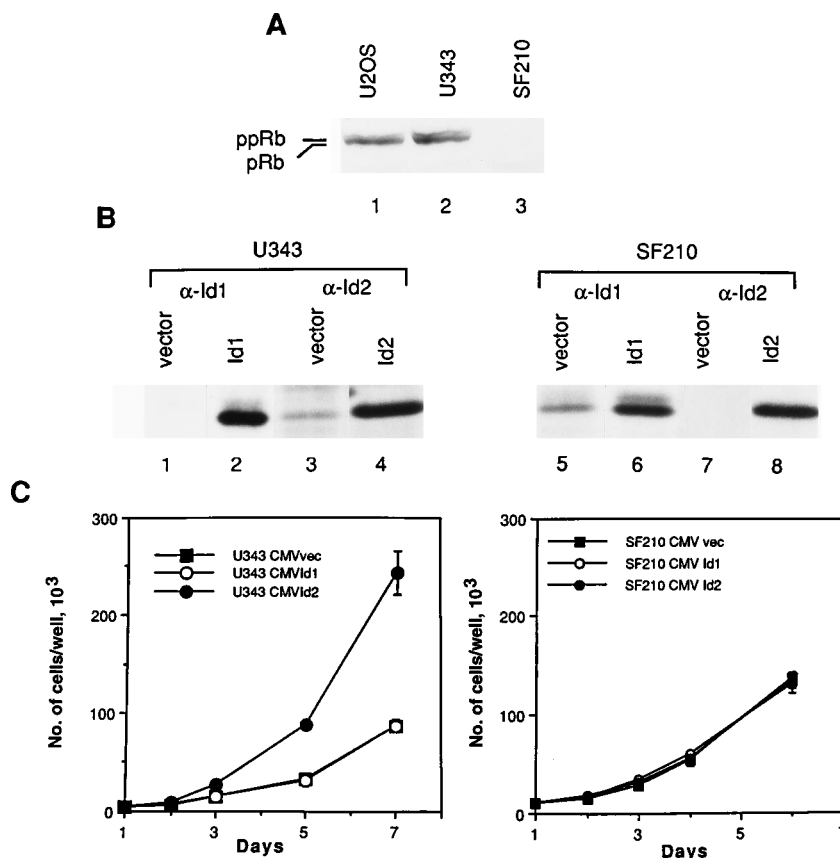 A
U2OS U343 SF210
ppRb
pRb
1 2 3
B
U343 SF210
α-Id1 α-Id2 α-Id1 α-Id2
vector Id1 vector Id2 vector Id1 vector Id2
1 2 3 4 5 6 7 8
C
No. of cells/well, 10³
300
200
100
0
U343 CMVvec
U343 CMVId1
U343 CMVId2
1 3 5 7
Days
No. of cells/well, 10³
300
200
100
0
SF210 CMV vec
SF210 CMV Id1
SF210 CMV Id2
1 3 5
Days